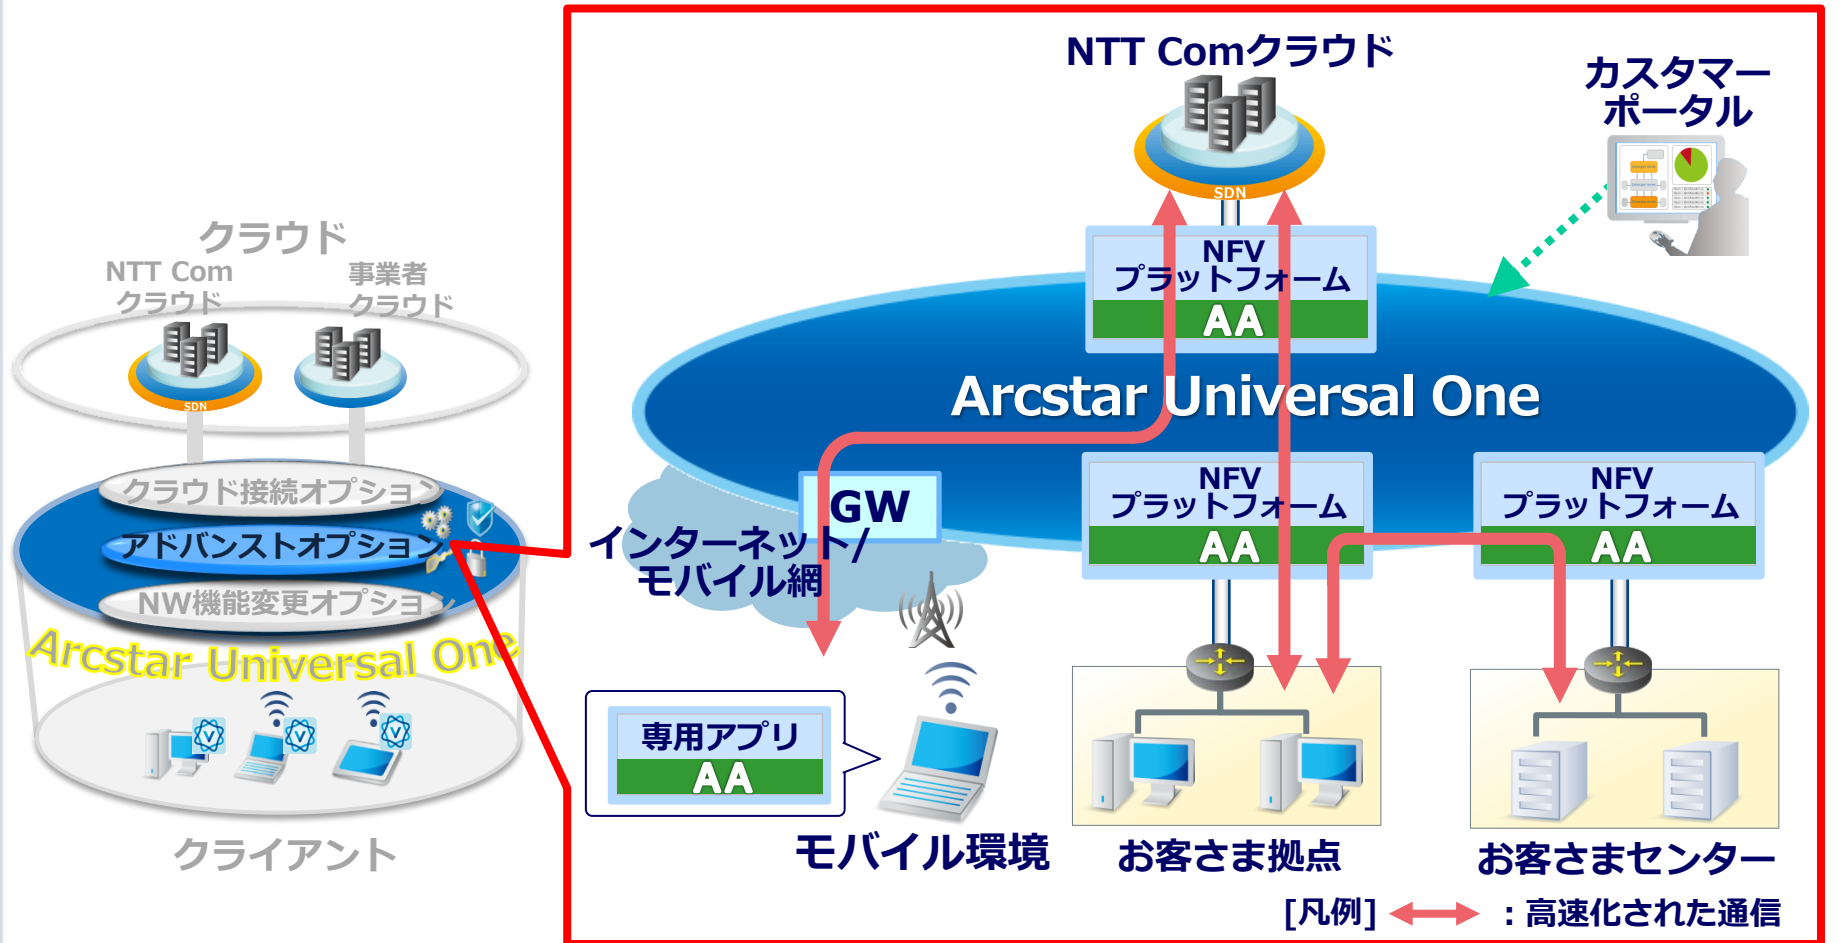 クラウド
NTT Com
クラウド
事業者
クラウド
SDN
クラウド接続オプション
アドバンストオプション
NW機能変更オプション
Arcstar Universal One
V
V
V
クライアント
NTT Comクラウド
SDN
カスタマー
ポータル
NFV
プラットフォーム
AA
Arcstar Universal One
GW
インターネット/
モバイル網
NFV
プラットフォーム
AA
NFV
プラットフォーム
AA
専用アプリ
AA
モバイル環境
お客さま拠点
お客さまセンター
[凡例]
：高速化された通信